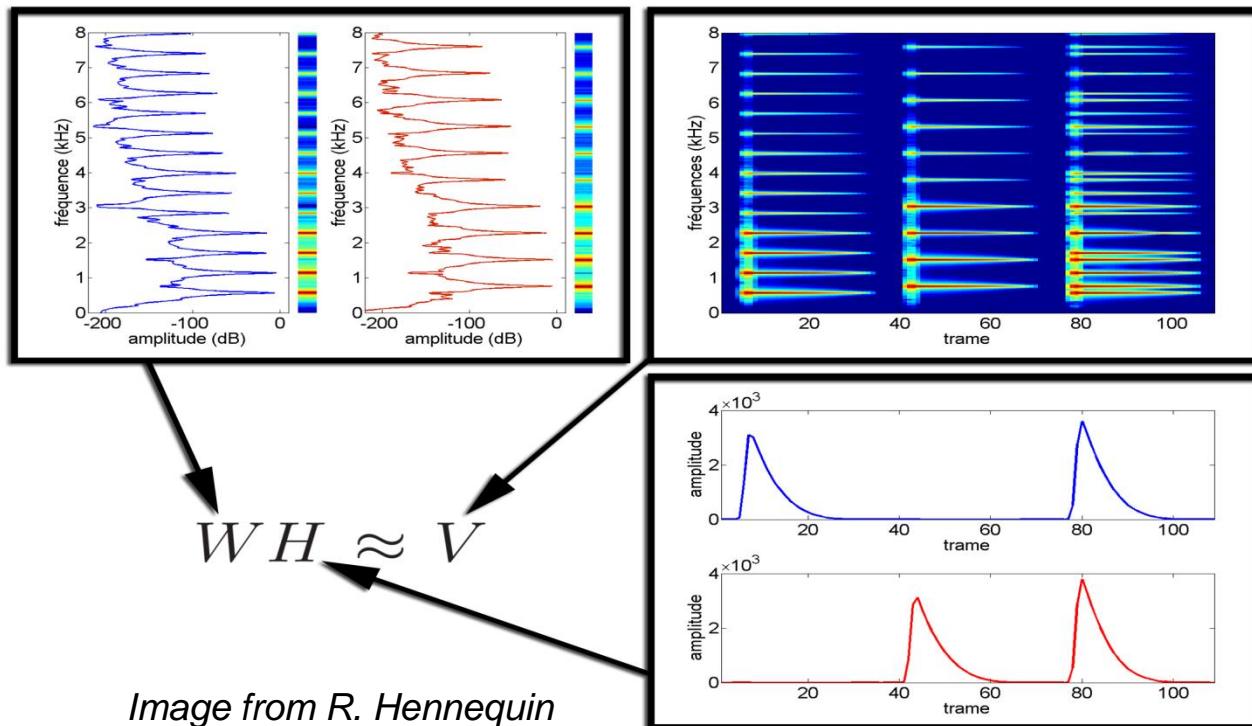 8
7
6
5
4
3
2
1
0
fréquence (kHz)
-200 -100 0
amplitude (dB)
8
7
6
5
4
3
2
1
0
fréquence (kHz)
-200 -100 0
amplitude (dB)
8
7
6
5
4
3
2
1
0
fréquences (kHz)
20 40 60 80 100
trame
×10³
4
2
0
amplitude
20 40 60 80 100
trame
×10³
4
2
0
amplitude
20 40 60 80 100
trame
WH ≈ V
Image from R. Hennequin